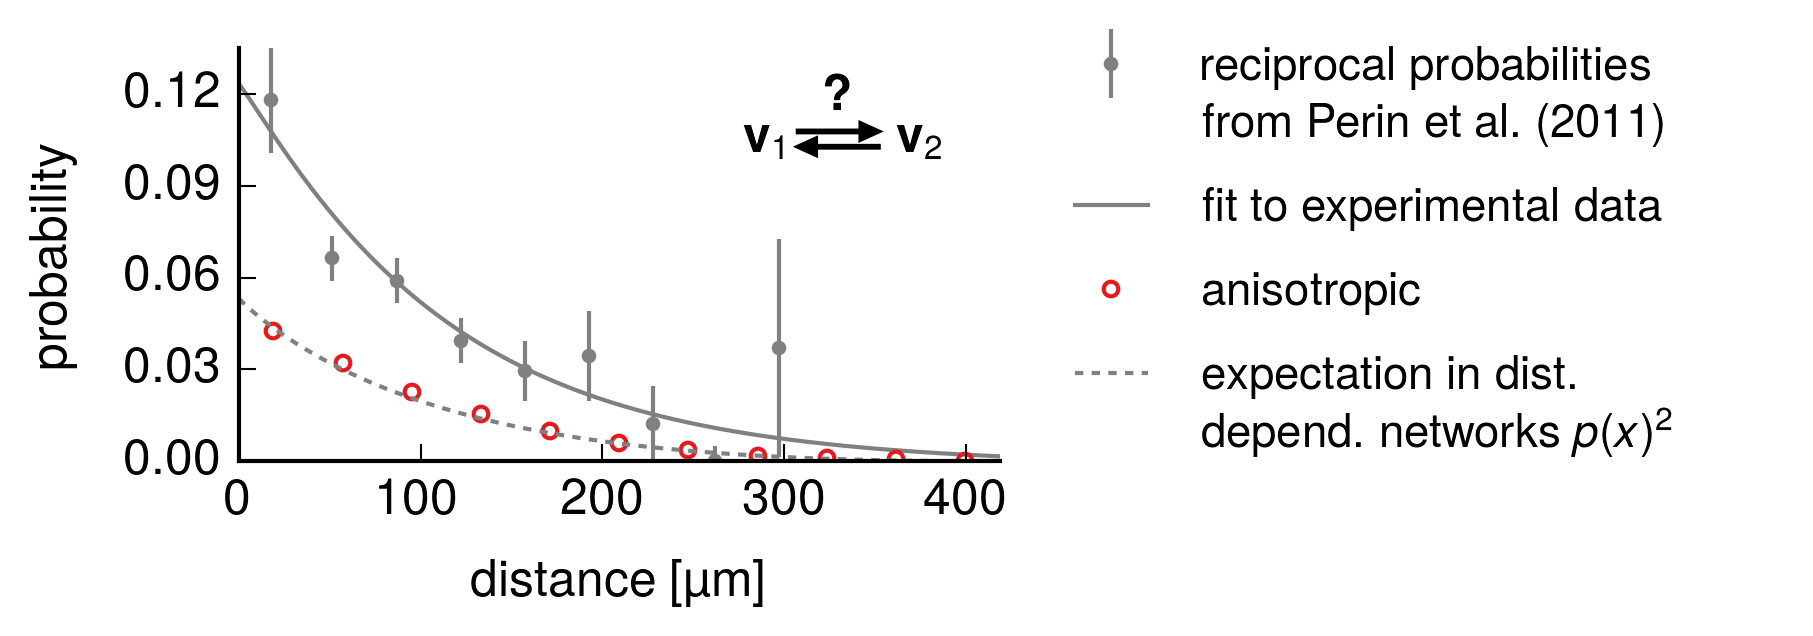 probability
0.12
0.09
0.06
0.03
0.00
0 100 200 300 400
distance [µm]
?
v1 v2
reciprocal probabilities
from Perin et al. (2011)
fit to experimental data
anisotropic
expectation in dist.
depend. networks p(x)²